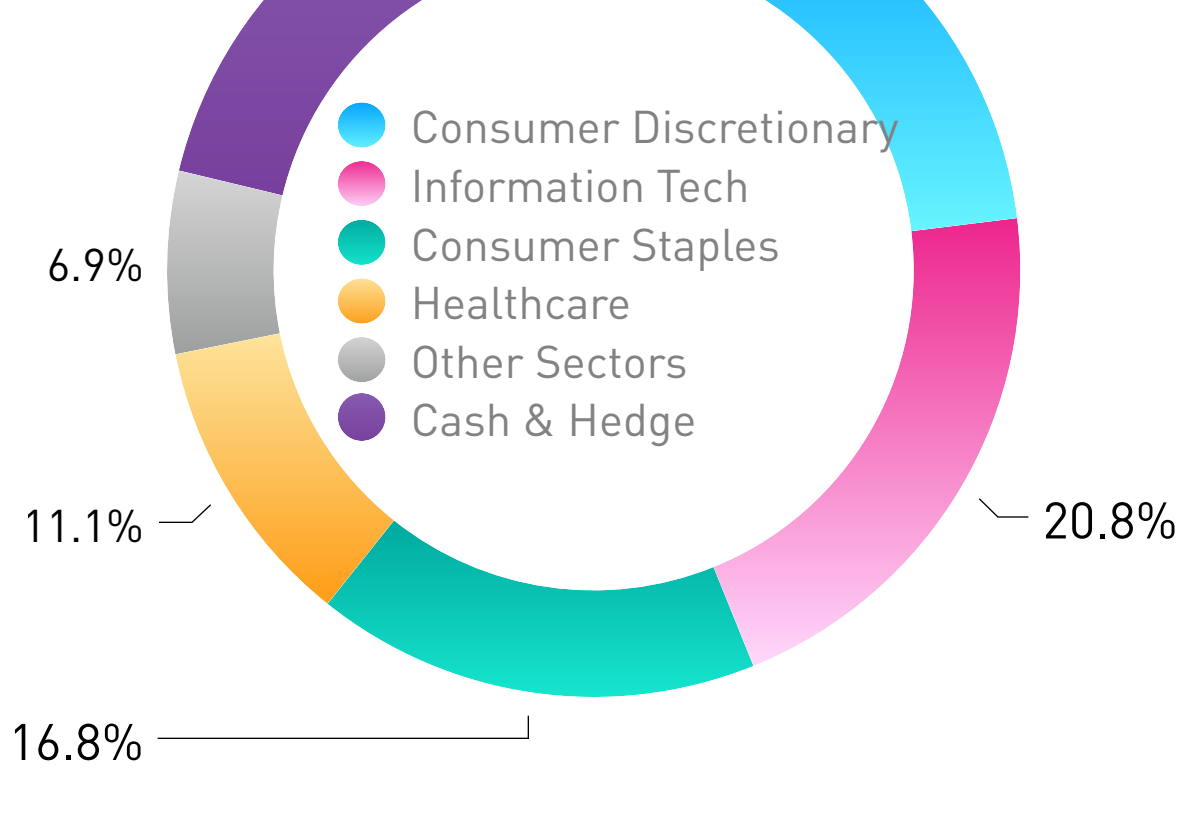 Consumer Discretionary
Information Tech
Consumer Staples
Healthcare
Other Sectors
Cash & Hedge
6.9%
11.1%
20.8%
16.8%